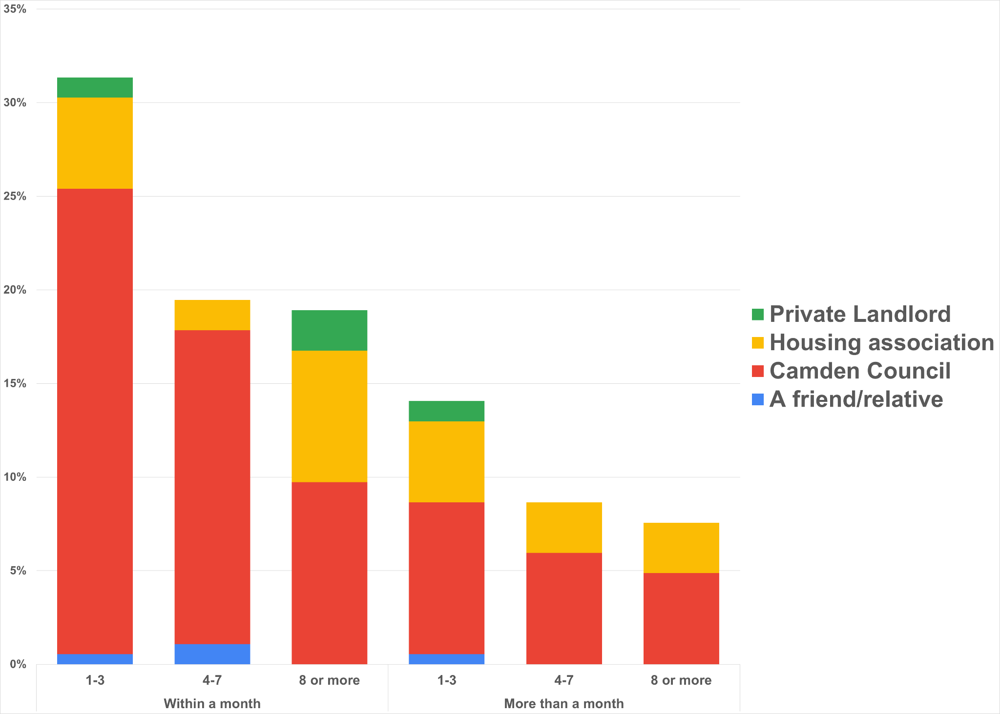 35%
30%
25%
20%
15%
10%
5%
0%
1-3
4-7
8 or more
1-3
4-7
8 or more
Within a month
More than a month
Private Landlord
Housing association
Camden Council
A friend/relative